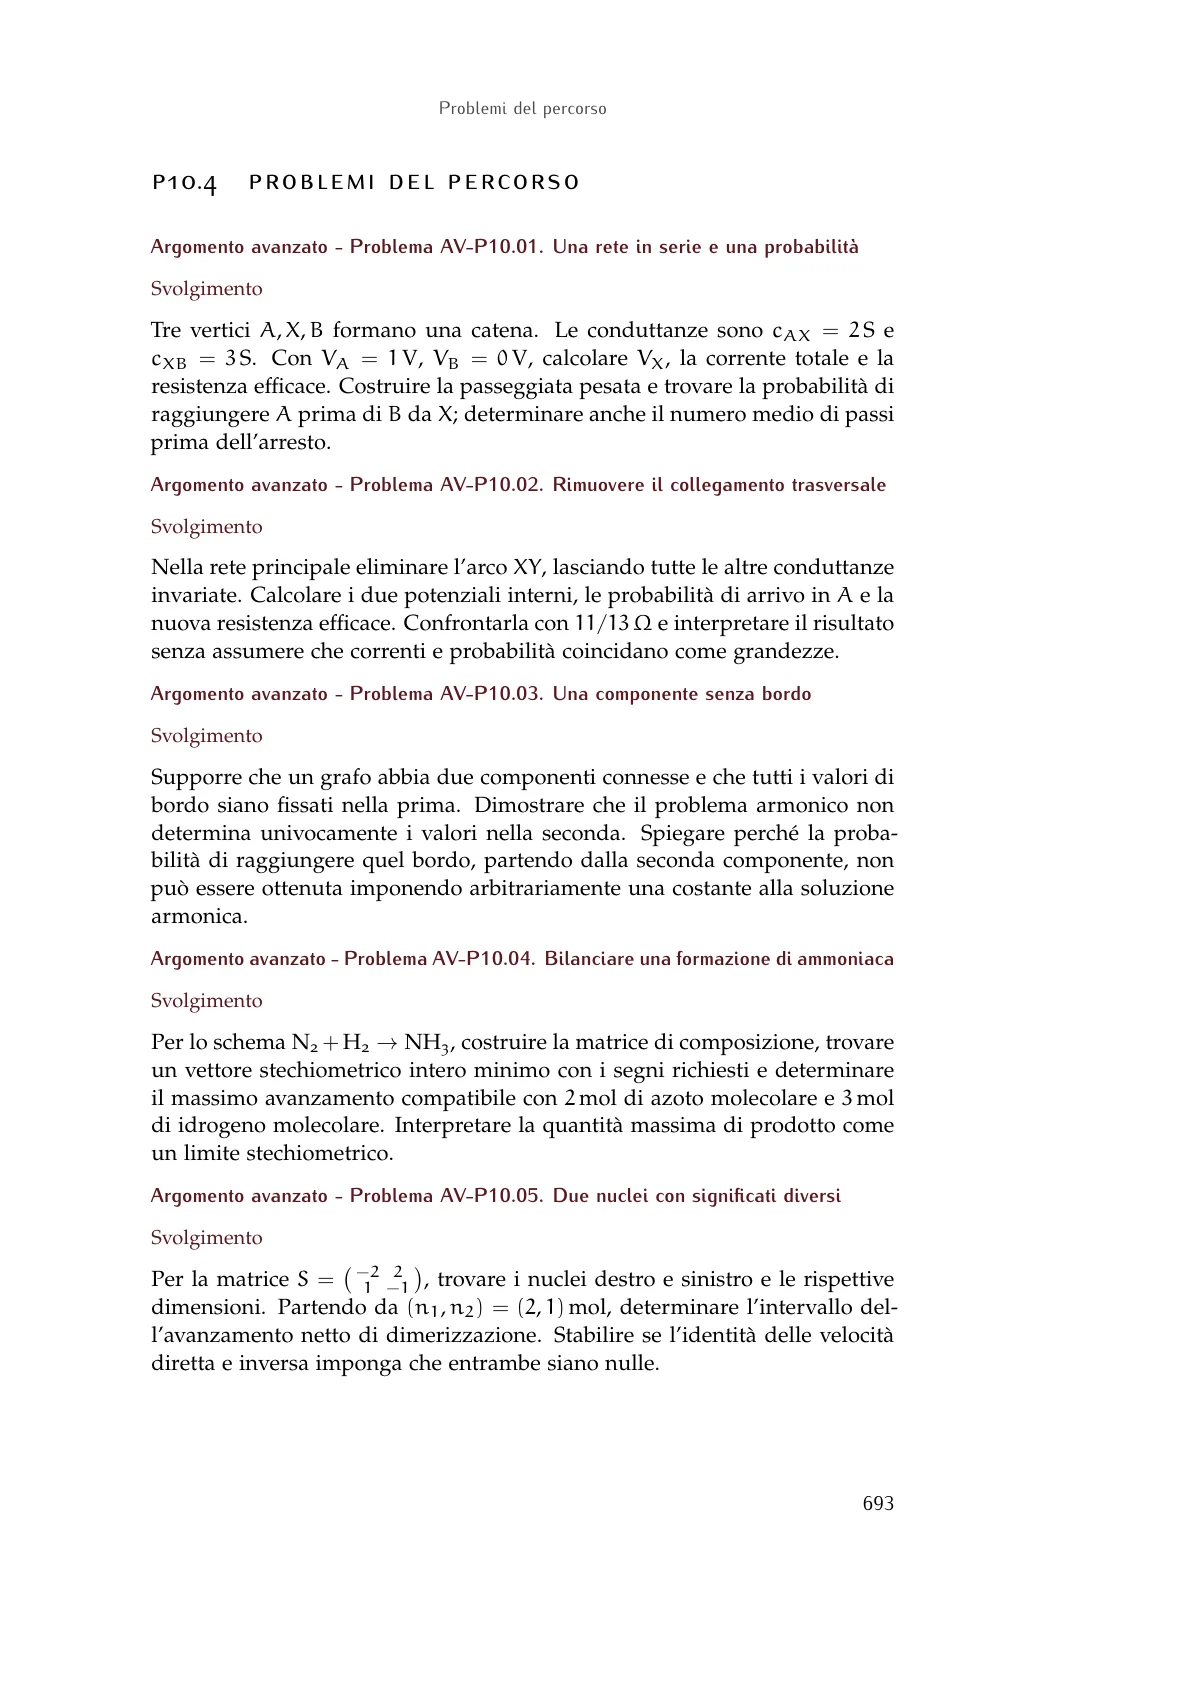 Problemi del percorso
P10.4 PROBLEMI DEL PERCORSO
Argomento avanzato – Problema AV-P10.01. Una rete in serie e una probabilità
Svolgimento
Tre vertici A, X, B formano una catena. Le conduttanze sono c_AX = 2 S e
c_XB = 3 S. Con V_A = 1 V, V_B = 0 V, calcolare V_X, la corrente totale e la
resistenza efficace. Costruire la passeggiata pesata e trovare la probabilità di
raggiungere A prima di B da X; determinare anche il numero medio di passi
prima dell’arresto.
Argomento avanzato – Problema AV-P10.02. Rimuovere il collegamento trasversale
Svolgimento
Nella rete principale eliminare l’arco XY, lasciando tutte le altre conduttanze
invariate. Calcolare i due potenziali interni, le probabilità di arrivo in A e la
nuova resistenza efficace. Confrontarla con 11/13 Ω e interpretare il risultato
senza assumere che correnti e probabilità coincidano come grandezze.
Argomento avanzato – Problema AV-P10.03. Una componente senza bordo
Svolgimento
Supporre che un grafo abbia due componenti connesse e che tutti i valori di
bordo siano fissati nella prima. Dimostrare che il problema armonico non
determina univocamente i valori nella seconda. Spiegare perché la proba-
bilità di raggiungere quel bordo, partendo dalla seconda componente, non
può essere ottenuta imponendo arbitrariamente una costante alla soluzione
armonica.
Argomento avanzato – Problema AV-P10.04. Bilanciare una formazione di ammoniaca
Svolgimento
Per lo schema N₂ + H₂ → NH₃, costruire la matrice di composizione, trovare
un vettore stechiometrico intero minimo con i segni richiesti e determinare
il massimo avanzamento compatibile con 2 mol di azoto molecolare e 3 mol
di idrogeno molecolare. Interpretare la quantità massima di prodotto come
un limite stechiometrico.
Argomento avanzato – Problema AV-P10.05. Due nuclei con significati diversi
Svolgimento
Per la matrice S = (−2 2 1 −1), trovare i nuclei destro e sinistro e le rispettive
dimensioni. Partendo da (n₁, n₂) = (2, 1) mol, determinare l’intervallo del-
l’avanzamento netto di dimerizzazione. Stabilire se l’identità delle velocità
diretta e inversa imponga che entrambe siano nulle.
693